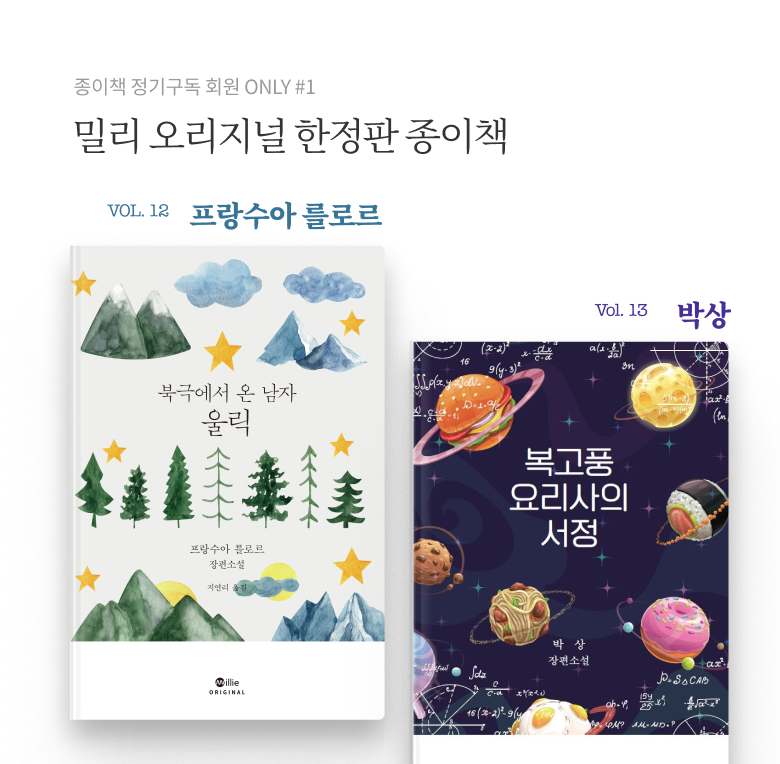 종이책 정기구독 회원 ONLY #1
밀리 오리지널 한정판 종이책
VOL. 12 프랑수아 를로르
북극에서 온 남자
울릭
프랑수아 를로르
장편소설
지연리 옮김
Millie
ORIGINAL
Vol. 13 박상
복고풍
요리사의
서정
박 상
장편소설